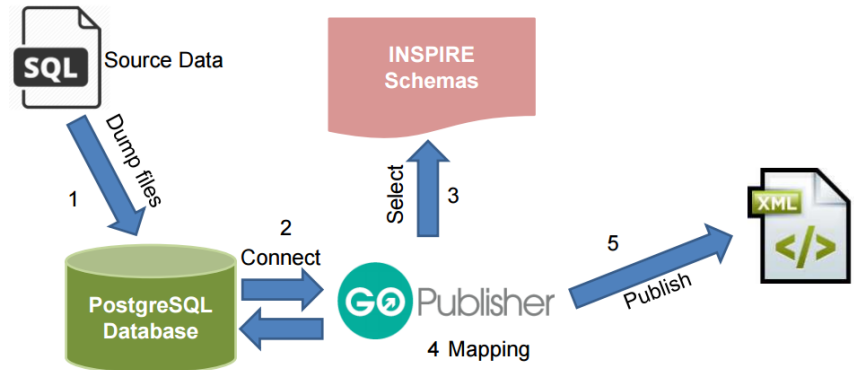 SQL
Source Data
INSPIRE
Schemas
Dump files
1
Select
3
XML
</>
2
Connect
5
Publish
PostgreSQL
Database
GO Publisher
4 Mapping